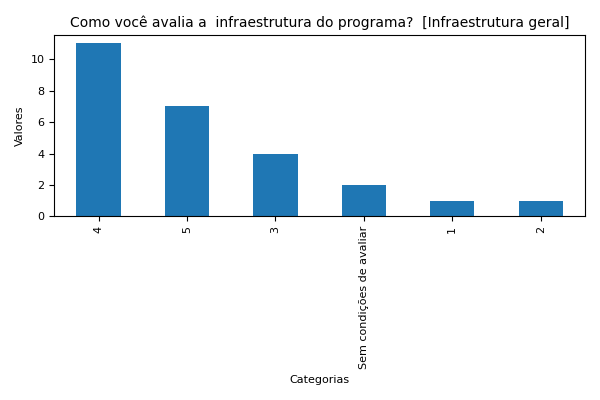 Como você avalia a  infraestrutura do programa?  [Infraestrutura geral]
Valores
10
8
6
4
2
0
4
5
3
Sem condições de avaliar
1
2
Categorias